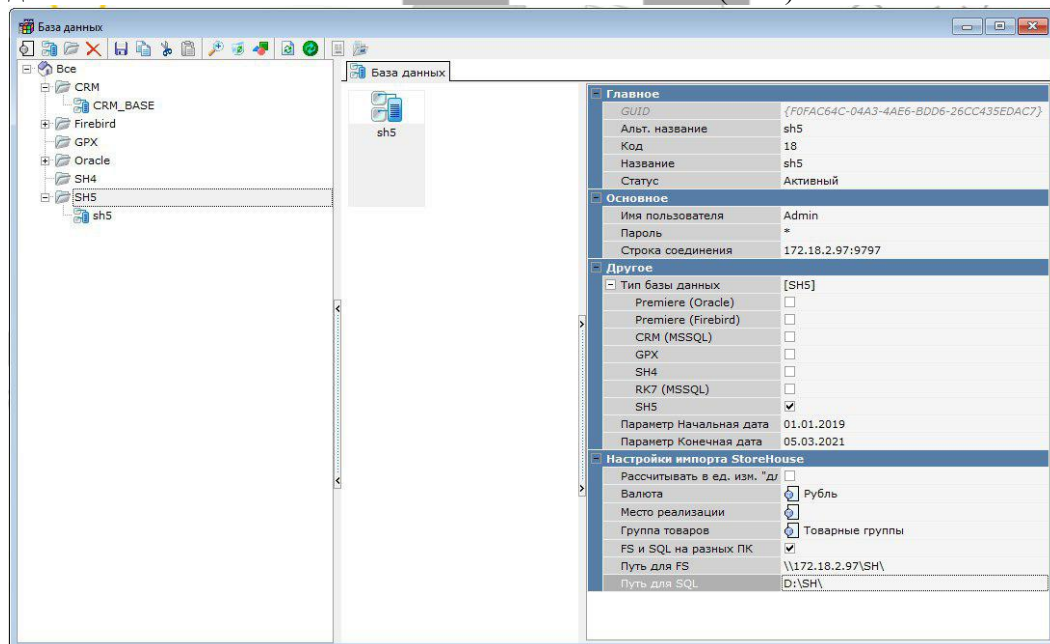 База данных
Все
CRM
CRM_BASE
Firebird
GPX
Oracle
SH4
SH5
sh5
База данных
sh5
Главное
GUID {F0FAC64C-04A3-4AE6-BDD6-26CC435EDAC7}
Альт. название sh5
Код 18
Название sh5
Статус Активный
Основное
Имя пользователя Admin
Пароль *
Строка соединения 172.18.2.97:9797
Другое
Тип базы данных [SH5]
Premiere (Oracle)
Premiere (Firebird)
CRM (MSSQL)
GPX
SH4
RK7 (MSSQL)
SH5
Параметр Начальная дата 01.01.2019
Параметр Конечная дата 05.03.2021
Настройки импорта StoreHouse
Рассчитывать в ед. изм. "дл
Валюта Рубль
Место реализации
Группа товаров Товарные группы
FS и SQL на разных ПК
Путь для FS \\172.18.2.97\SH\
Путь для SQL D:\SH\